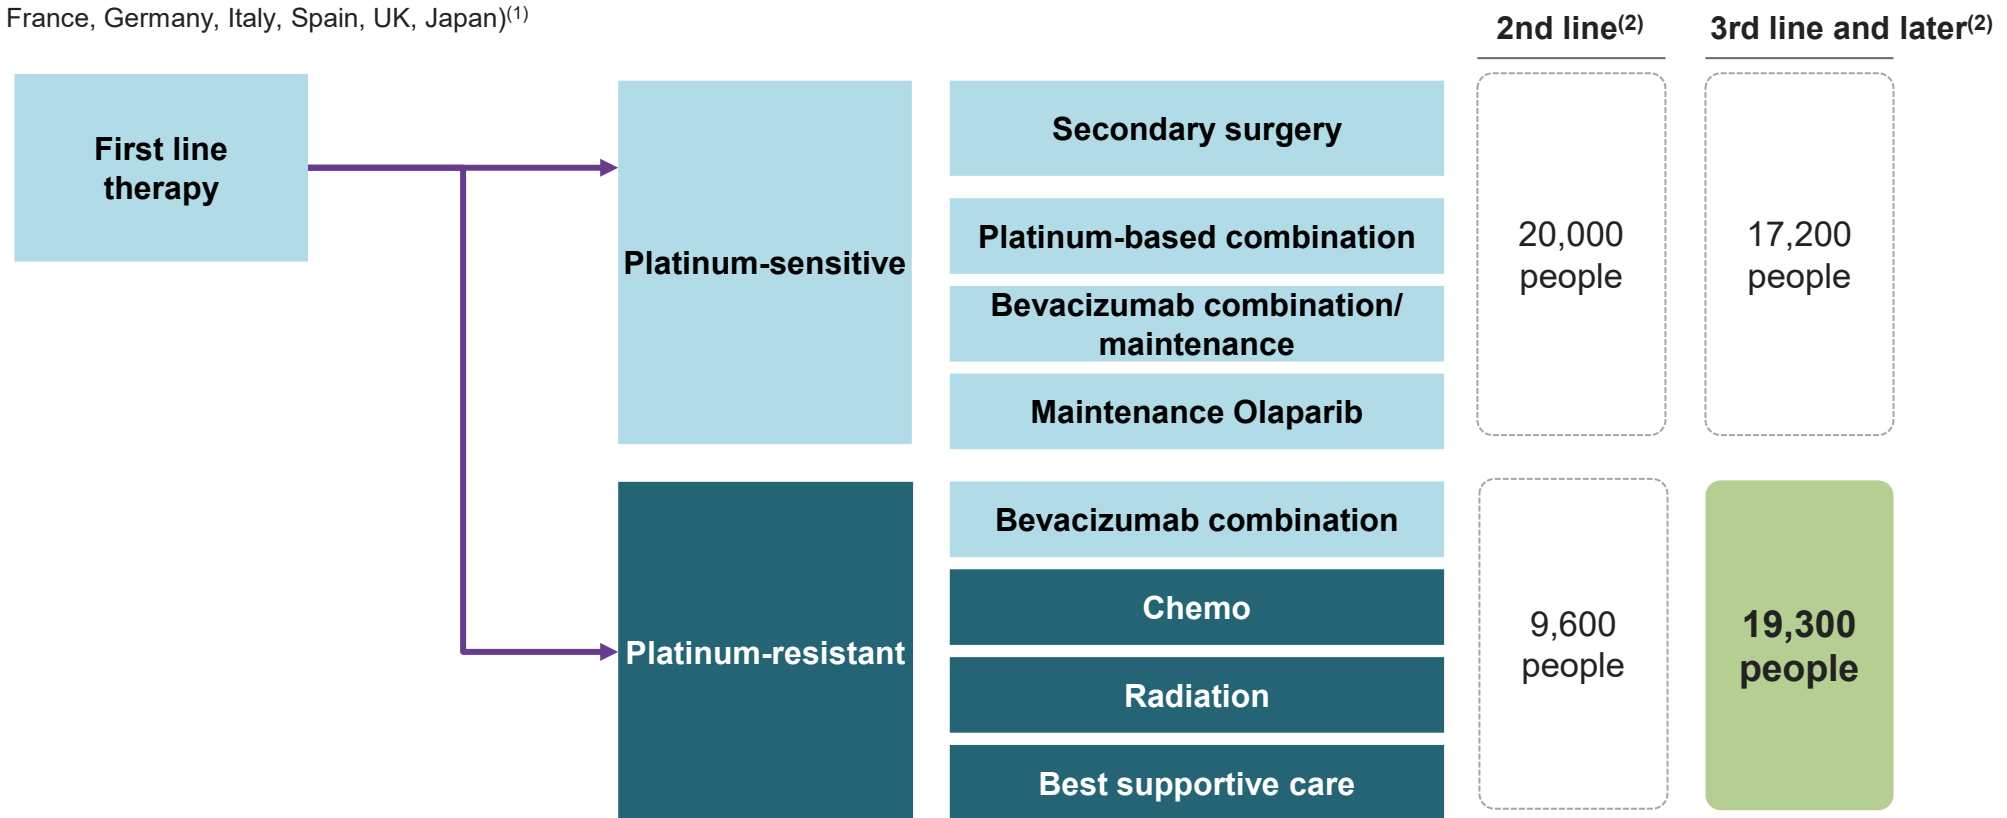 France, Germany, Italy, Spain, UK, Japan)(1)
2nd line(2)
3rd line and later(2)
First line
therapy
Platinum-sensitive
Secondary surgery
Platinum-based combination
Bevacizumab combination/
maintenance
Maintenance Olaparib
20,000
people
17,200
people
Platinum-resistant
Bevacizumab combination
Chemo
Radiation
Best supportive care
9,600
people
19,300
people